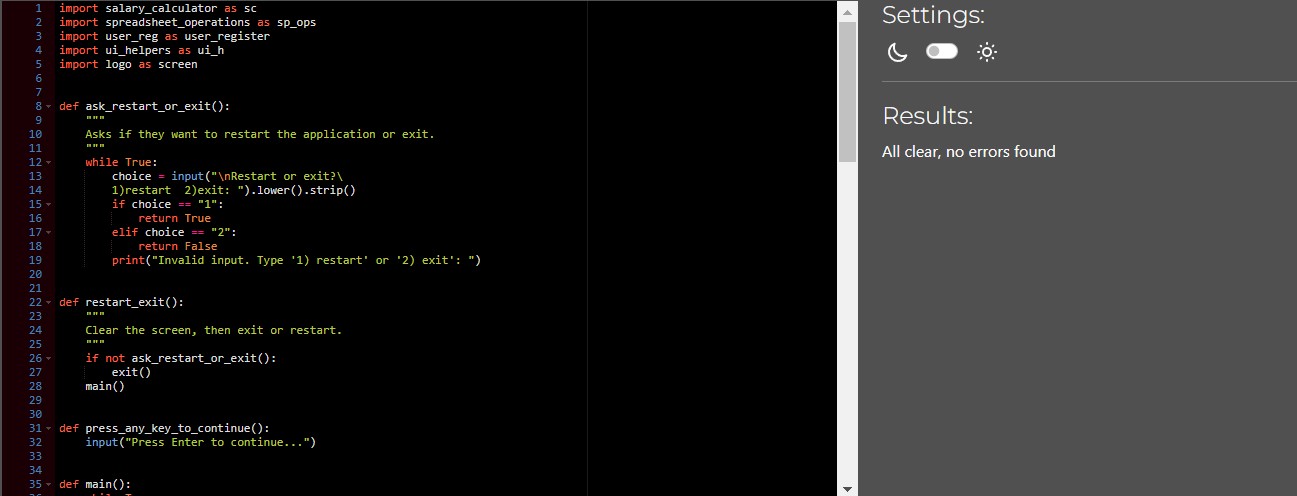 1 import salary_calculator as sc
2 import spreadsheet_operations as sp_ops
3 import user_reg as user_register
4 import ui_helpers as ui_h
5 import logo as screen
6
7
8 def ask_restart_or_exit():
9 """
10 Asks if they want to restart the application or exit.
11 """
12 while True:
13 choice = input("\nRestart or exit?\
14 1)restart  2)exit: ").lower().strip()
15 if choice == "1":
16 return True
17 elif choice == "2":
18 return False
19 print("Invalid input. Type '1) restart' or '2) exit': ")
20
21
22 def restart_exit():
23 """
24 Clear the screen, then exit or restart.
25 """
26 if not ask_restart_or_exit():
27 exit()
28 main()
29
30
31 def press_any_key_to_continue():
32 input("Press Enter to continue...")
33
34
35 def main():
Settings:
Results:
All clear, no errors found